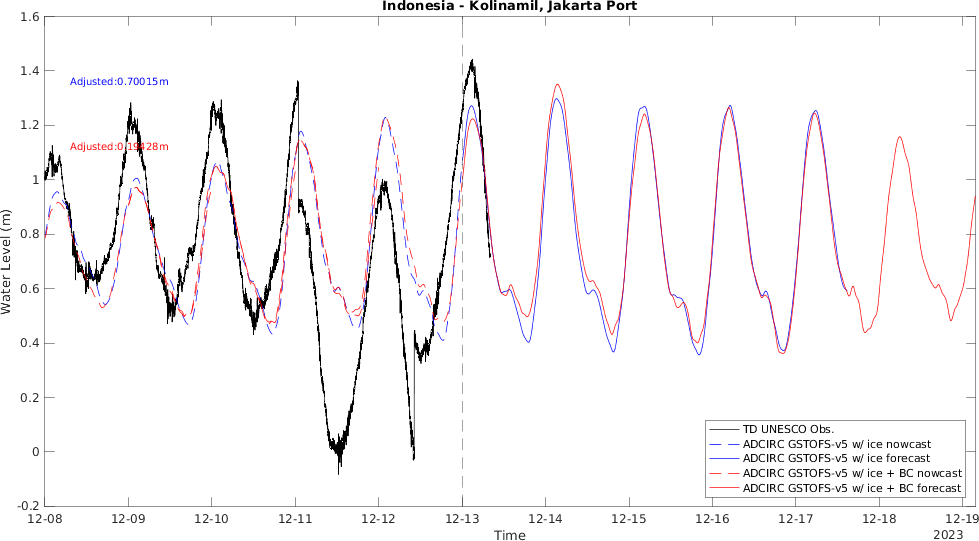 Indonesia - Kolinamil, Jakarta Port
1.6
1.4
1.2
1
0.8
0.6
0.4
0.2
0
-0.2
Water Level (m)
Adjusted:0.70015m
Adjusted:0.19428m
TD UNESCO Obs.
ADCIRC GSTOFS-v5 w/ ice nowcast
ADCIRC GSTOFS-v5 w/ ice forecast
ADCIRC GSTOFS-v5 w/ ice + BC nowcast
ADCIRC GSTOFS-v5 w/ ice + BC forecast
12-08 12-09 12-10 12-11 12-12 12-13 12-14 12-15 12-16 12-17 12-18 12-19
Time
2023